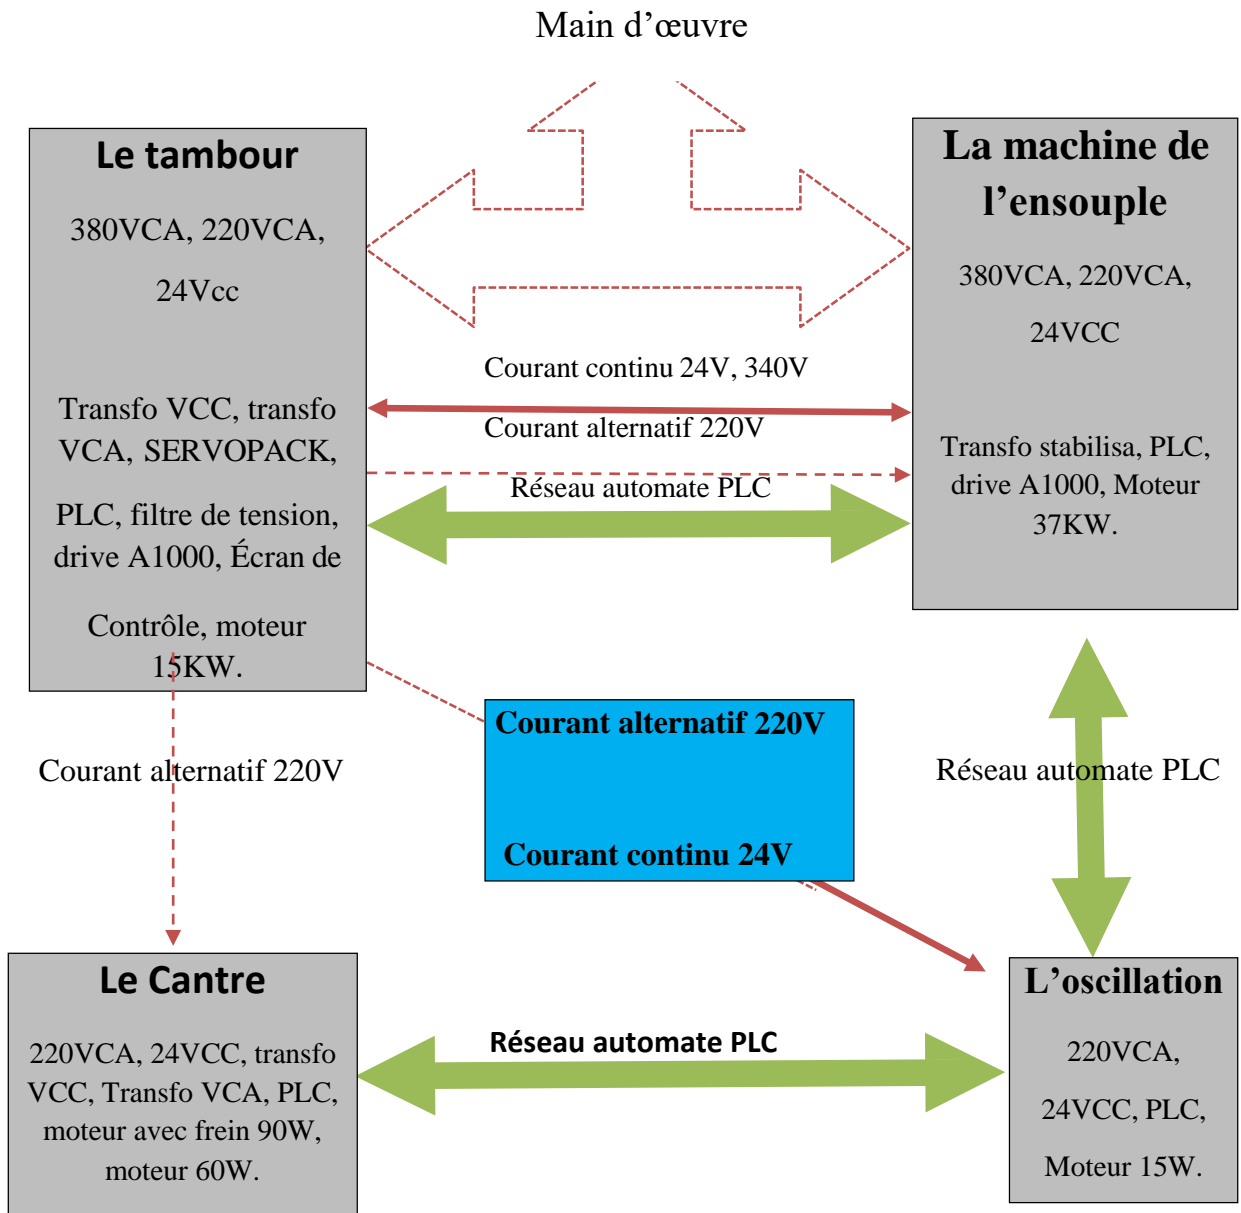 Main d’œuvre
Le tambour
380VCA, 220VCA,
24Vcc
Transfo VCC, transfo
VCA, SERVOPACK,
PLC, filtre de tension,
drive A1000, Écran de
Contrôle, moteur
15KW.
La machine de
l’ensouple
380VCA, 220VCA,
24VCC
Transfo stabilisa, PLC,
drive A1000, Moteur
37KW.
Courant continu 24V, 340V
Courant alternatif 220V
Réseau automate PLC
Courant alternatif 220V
Courant continu 24V
Courant alternatif 220V
Réseau automate PLC
Le Cantre
220VCA, 24VCC, transfo
VCC, Transfo VCA, PLC,
moteur avec frein 90W,
moteur 60W.
Réseau automate PLC
L’oscillation
220VCA,
24VCC, PLC,
Moteur 15W.